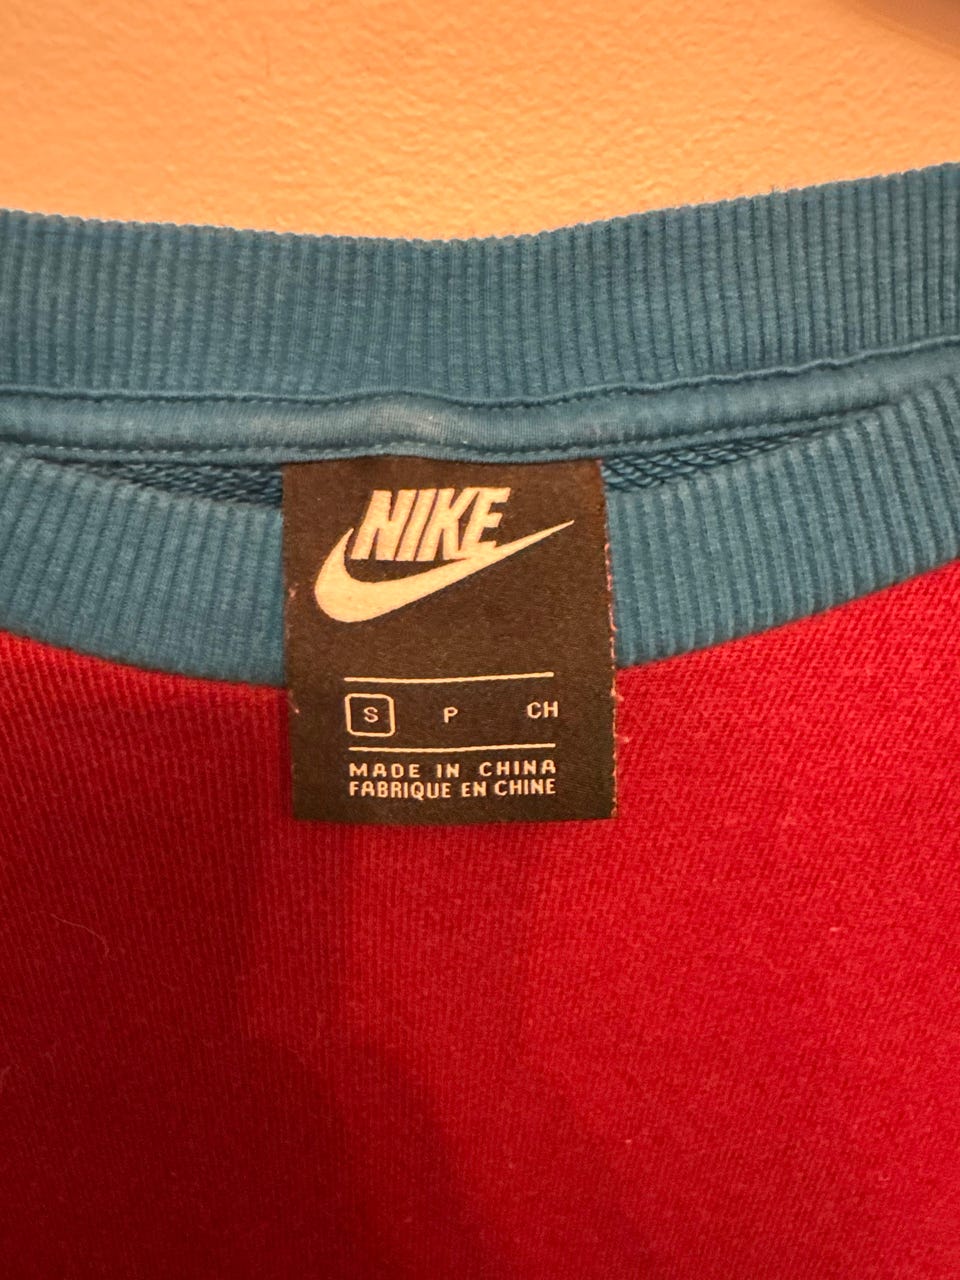 NIKE
S P CH
MADE IN CHINA
FABRIQUE EN CHINE